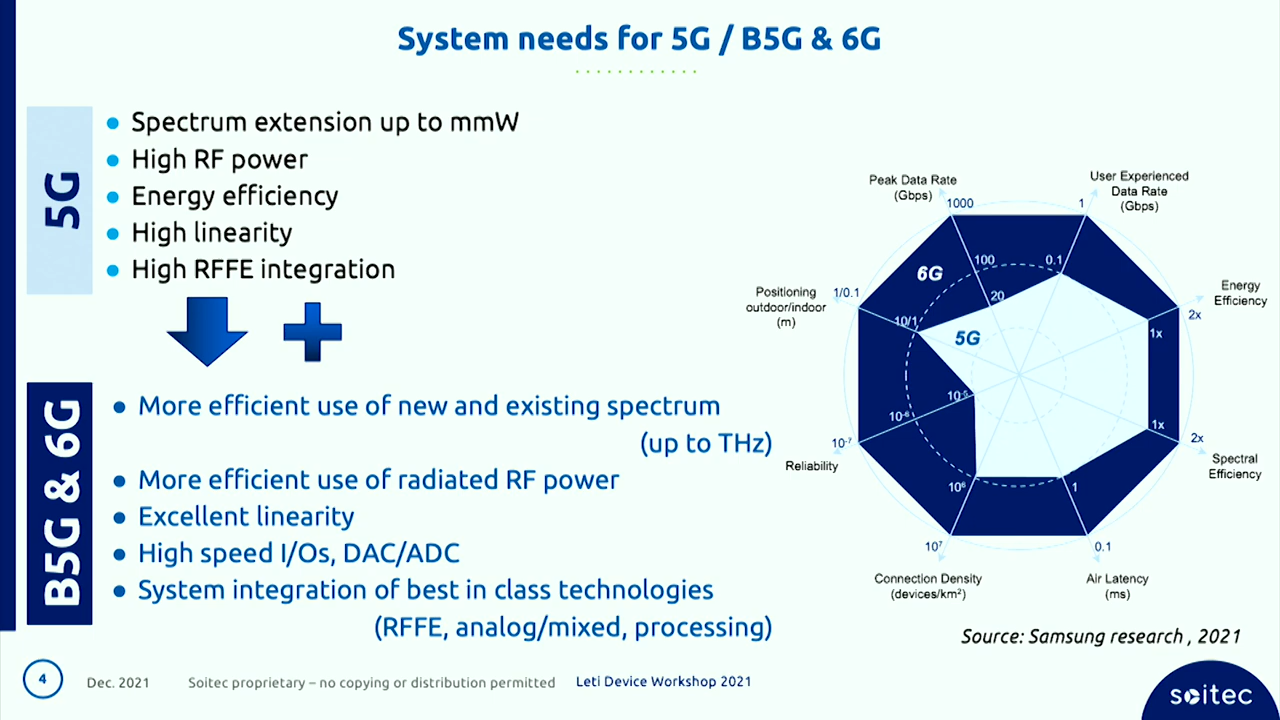 System needs for 5G / B5G & 6G
5G
Spectrum extension up to mmW
High RF power
Energy efficiency
High linearity
High RFFE integration
B5G & 6G
More efficient use of new and existing spectrum
(up to THz)
More efficient use of radiated RF power
Excellent linearity
High speed I/Os, DAC/ADC
System integration of best in class technologies
(RFFE, analog/mixed, processing)
Peak Data Rate
(Gbps)
1000
100
20
User Experienced
Data Rate
(Gbps)
1
0.1
Energy
Efficiency
2x
1x
Spectral
Efficiency
2x
1x
Air Latency
(ms)
0.1
1
Connection Density
(devices/km²)
10⁷
10⁶
Reliability
10⁻⁷
10⁻⁶
10⁻⁵
Positioning
outdoor/indoor
(m)
1/0.1
10/1
6G
5G
Source: Samsung research , 2021
4
Dec. 2021
Soitec proprietary – no copying or distribution permitted
Leti Device Workshop 2021
soitec